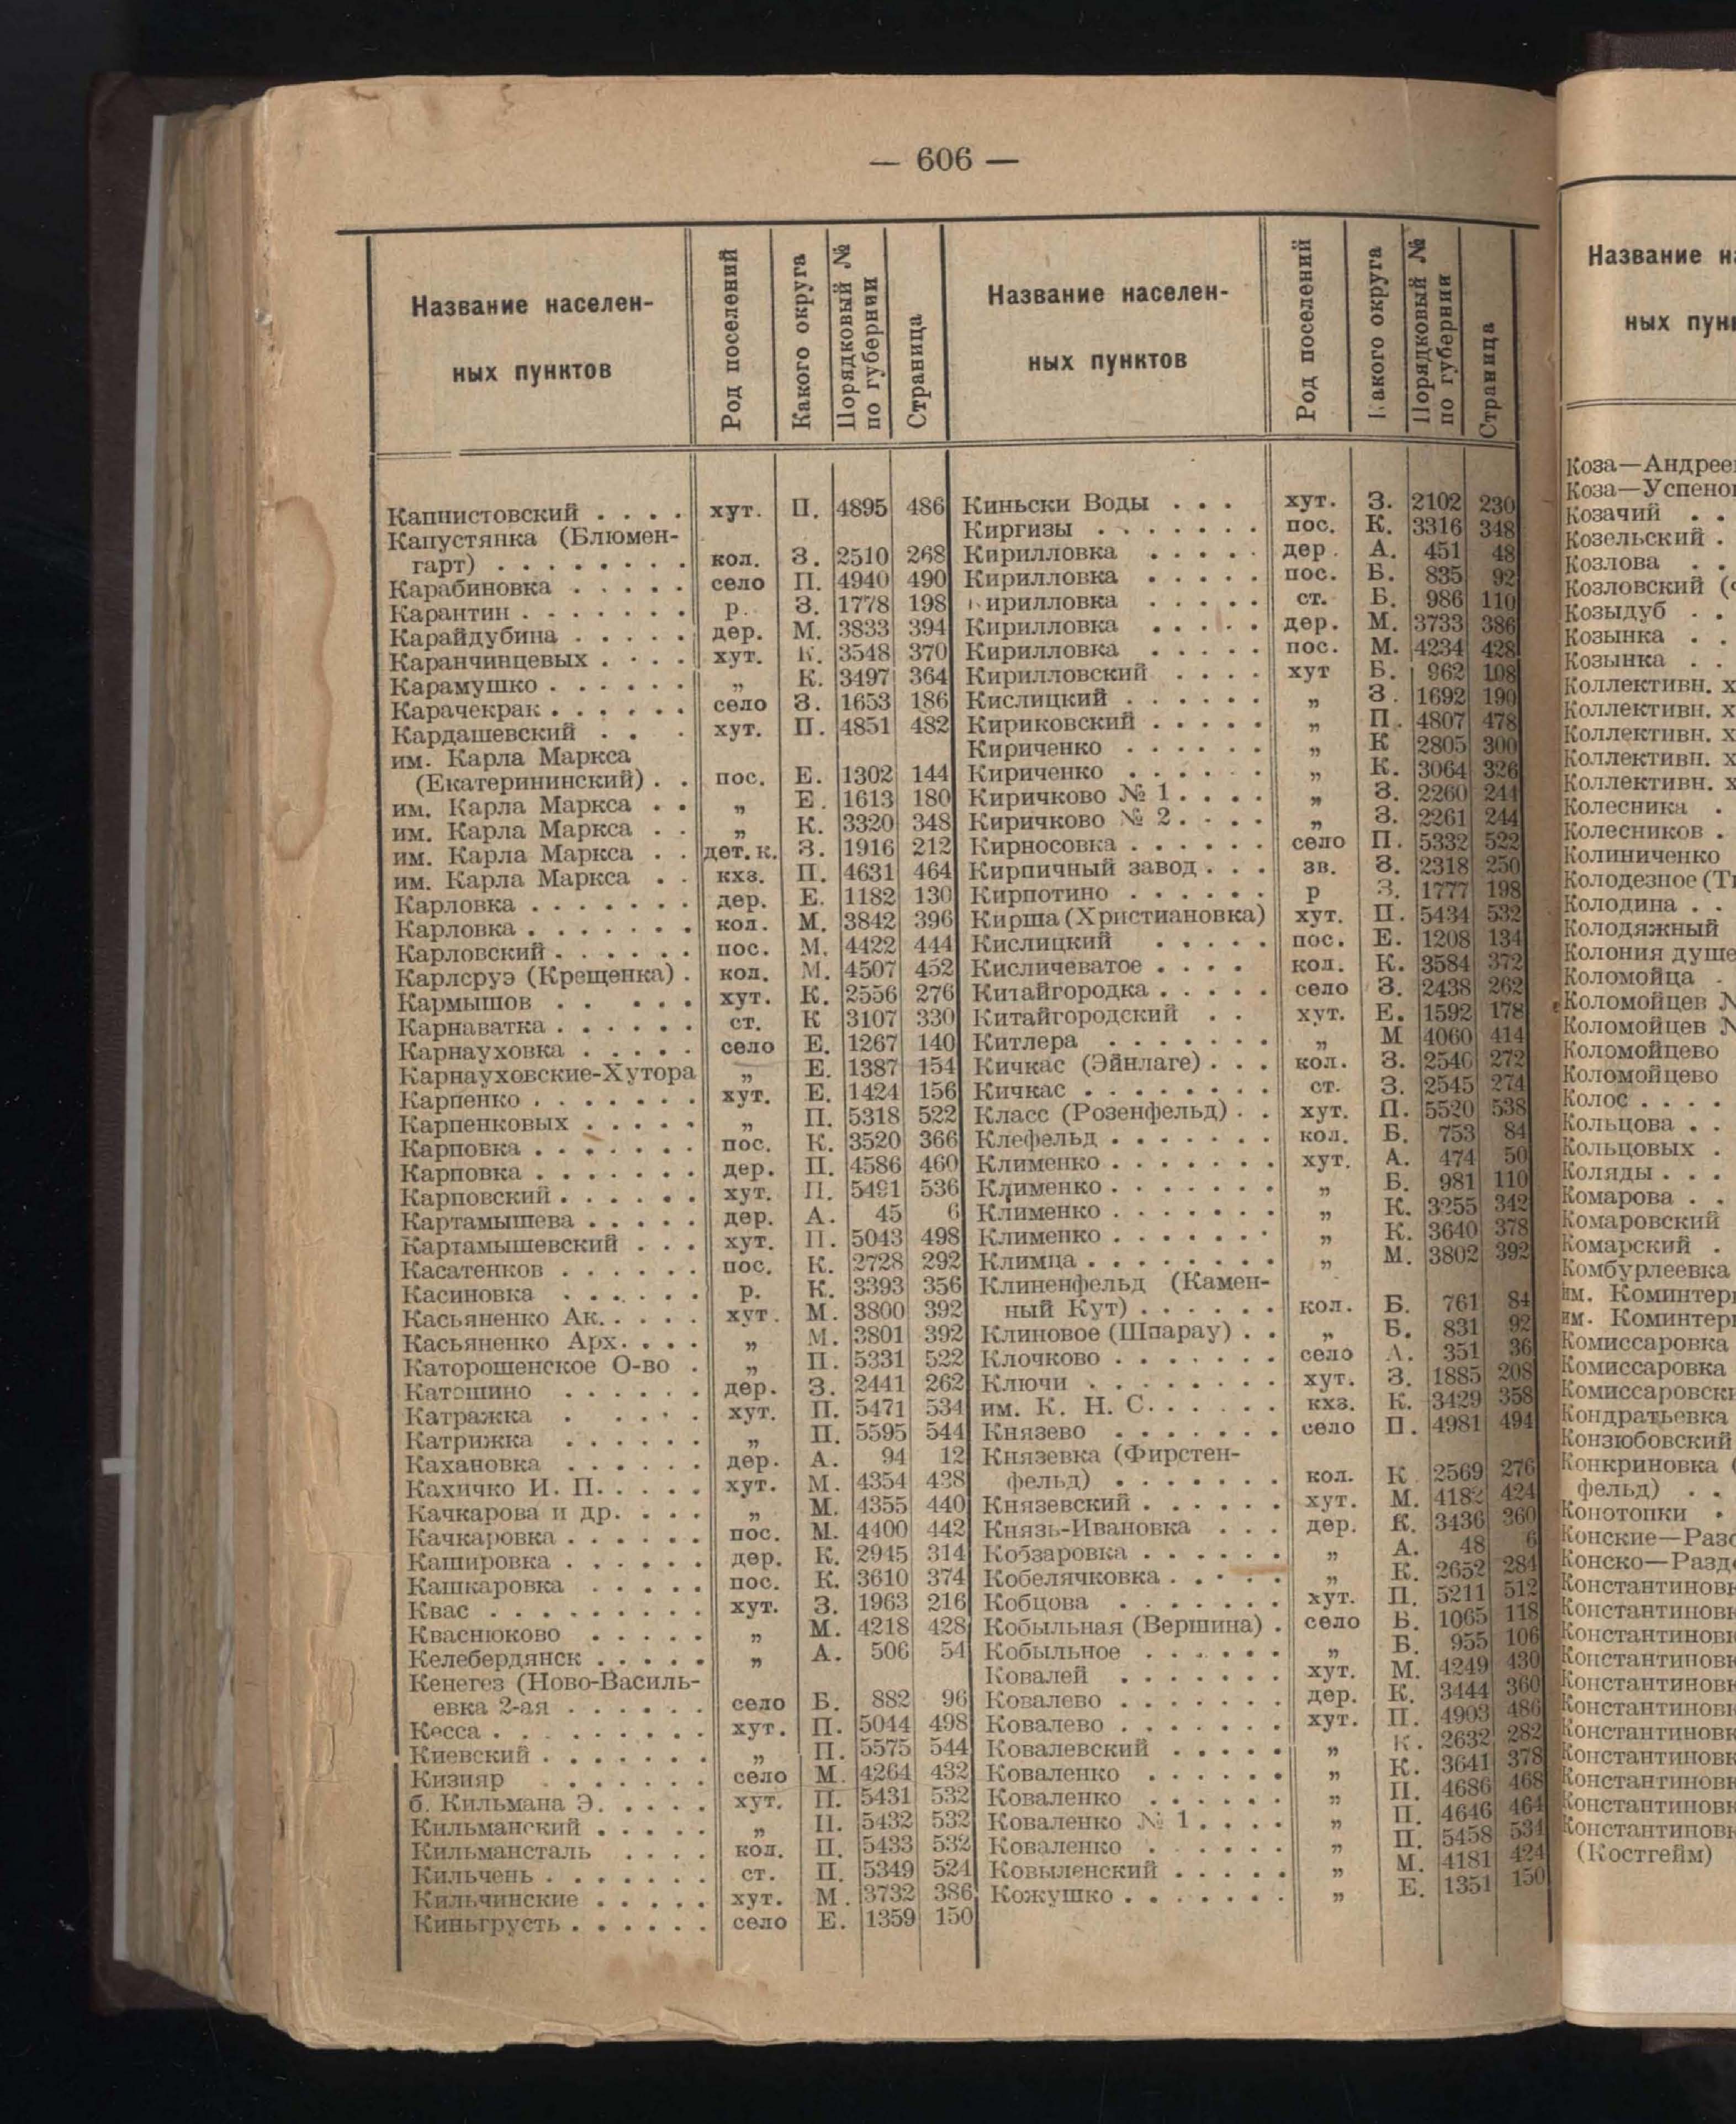 — 606 —
Название населен-
ных пунктов
Род поселений
Какого округа
Порядковый №
по губернии
Страница
Капнистовский . . . . хут. П. 4895 486
Капустянка (Блюмен-
гарт) . . . . . . . . кол. З. 2510 268
Карабиновка . . . . . село П. 4940 490
Карантин . . . . . . . р. З. 1778 198
Карайдубина . . . . . дер. М. 3833 394
Каранчинцевых . . . . хут. К. 3548 370
Карамушко . . . . . . „ К. 3497 364
Карачекрак . . . . . . село З. 1653 186
Кардашевский . . . хут. П. 4851 482
им. Карла Маркса
(Екатерининский) . . пос. Е. 1302 144
им. Карла Маркса . . „ Е. 1613 180
им. Карла Маркса . . „ К. 3320 348
им. Карла Маркса . . дет. к. З. 1916 212
им. Карла Маркса . . кхз. П. 4631 464
Карловка . . . . . . . дер. Е. 1182 130
Карловка . . . . . . . кол. М. 3842 396
Карловский . . . . . . пос. М. 4422 444
Карлсруэ (Крещенка) . кол. М. 4507 452
Кармышов . . . . . хут. К. 2556 276
Карнаватка . . . . . . ст. К 3107 330
Карнауховка . . . . . село Е. 1267 140
Карнауховские-Хутора „ Е. 1387 154
Карпенко . . . . . . . хут. Е. 1424 156
Карпенковых . . . . . „ П. 5318 522
Карповка . . . . . . . пос. К. 3520 366
Карповка . . . . . . . дер. П. 4586 460
Карповский . . . . . . хут. П. 5491 536
Картамышева . . . . . дер. А. 45 6
Картамышевский . . . хут. П. 5043 498
Касатенков . . . . . . пос. К. 2728 292
Касиновка . . . . . . р. К. 3393 356
Касьяненко Ак. . . . . хут. М. 3800 392
Касьяненко Арх. . . . „ М. 3801 392
Каторошенское О-во . „ П. 5331 522
Катошино . . . . . . дер. З. 2441 262
Катражка . . . . . хут. П. 5471 534
Катрижка . . . . . . „ П. 5595 544
Кахановка . . . . . . дер. А. 94 12
Кахичко И. П. . . . . хут. М. 4354 438
Качкарова и др. . . . „ М. 4355 440
Качкаровка . . . . . . пос. М. 4400 442
Кашировка . . . . . . дер. К. 2945 314
Кашкаровка . . . . . пос. К. 3610 374
Квас . . . . . . . . . хут. З. 1963 216
Кваснюково . . . . . „ М. 4218 428
Келебердянск . . . . . „ А. 506 54
Кенегез (Ново-Василь-
евка 2-ая . . . . . . село Б. 882 96
Кесса . . . . . . . . . хут. П. 5044 498
Киевский . . . . . . . „ П. 5575 544
Кизияр . . . . . . . село М. 4264 432
б. Кильмана Э. . . . . хут. П. 5431 532
Кильманский . . . . . „ П. 5432 532
Кильмансталь . . . . кол. П. 5433 532
Кильчень . . . . . . . ст. П. 5349 524
Кильчинские . . . . . хут. М. 3732 386
Киньгрусть . . . . . . село Е. 1359 150
Название населен-
ных пунктов
Род поселений
Какого округа
Порядковый №
по губернии
Страница
Киньски Воды . . . хут. З. 2102 230
Киргизы . . . . . . . пос. К. 3316 348
Кирилловка . . . . . дер. А. 451 48
Кирилловка . . . . . пос. Б. 835 92
Кирилловка . . . . . ст. Б. 986 110
Кирилловка . . . . . дер. М. 3733 386
Кирилловка . . . . . пос. М. 4234 428
Кирилловский . . . . хут Б. 962 108
Кислицкий . . . . . . „ З. 1692 190
Кириковский . . . . . „ П. 4807 478
Кириченко . . . . . . „ К 2805 300
Кириченко . . . . . . „ К. 3064 326
Киричково № 1 . . . . „ З. 2260 244
Киричково № 2 . . . . „ З. 2261 244
Кирносовка . . . . . . село П. 5332 522
Кирпичный завод . . . зв. З. 2318 250
Кирпотино . . . . . . р З. 1777 198
Кирша (Христиановка) хут. П. 5434 532
Кислицкий . . . . . пос. Е. 1208 134
Кисличеватое . . . . кол. К. 3584 372
Китайгородка . . . . . село З. 2438 262
Китайгородский . . хут. Е. 1592 178
Китлера . . . . . . . „ М 4060 414
Кичкас (Эйнлаге) . . . кол. З. 2546 272
Кичкас . . . . . . . . ст. З. 2545 274
Класс (Розенфельд) . . хут. П. 5520 538
Клефельд . . . . . . . кол. Б. 753 84
Клименко . . . . . . . хут. А. 474 50
Клименко . . . . . . . „ Б. 981 110
Клименко . . . . . . . „ К. 3255 342
Клименко . . . . . . . „ К. 3640 378
Климца . . . . . . . . „ М. 3802 392
Клиненфельд (Камен-
ный Кут) . . . . . . кол. Б. 761 84
Клиновое (Шпарау) . . „ Б. 831 92
Клочково . . . . . . . село А. 351 36
Ключи . . . . . . . . хут. З. 1885 208
им. К. Н. С. . . . . . кхз. К. 3429 358
Князево . . . . . . . село П. 4981 494
Князевка (Фирстен-
фельд) . . . . . . . кол. К. 2569 276
Князевский . . . . . . хут. М. 4182 424
Князь-Ивановка . . . дер. К. 3436 360
Кобзаровка . . . . . . „ А. 48 6
Кобелячковка . . . . . „ К. 2652 284
Кобцова . . . . . . . хут. П. 5211 512
Кобыльная (Вершина) . село Б. 1065 118
Кобыльное . . . . . . „ Б. 955 106
Ковалей . . . . . . . хут. М. 4249 430
Ковалево . . . . . . . дер. К. 3444 360
Ковалево . . . . . . . хут. П. 4903 486
Ковалевский . . . . . „ К. 2632 282
Коваленко . . . . . . „ К. 3641 378
Коваленко . . . . . . „ П. 4686 468
Коваленко № 1 . . . . „ П. 4646 464
Коваленко . . . . . . „ П. 5458 534
Ковыленский . . . . . „ М. 4181 424
Кожушко . . . . . . . „ Е. 1351 150
Название
Коза—Андрее
Коза—Успено
Козачий . .
Козельский .
Козлова . .
Козловский
Козыдуб . .
Козынка . .
Козынка . .
Коллективн. х
Коллективн. х
Коллективн. х
Коллективн. х
Коллективн. х
Колесника .
Колесников .
Колиниченко
Колодезное
Колодина . .
Колодяжный
Колония душе
Коломойца .
Коломойцев
Коломойцев
Коломойцево
Коломойцево
Колос . . . .
Кольцова . .
Кольцовых .
Коляды . . .
Комарова . .
Комаровский
Комарский .
Комбурлеевка
им. Коминтер
им. Коминтер
Комиссаровка
Комиссаровка
Комиссаровск
Кондратьевка
Конзюбовский
Конкриновка (
фельд) . .
Конотопки .
Конские—Разд
Конско—Разд
Константинов
Константинов
Константинов
Константинов
Константинов
Константинов
Константинов
Константинов
Константинов
Константинов
Константинов
(Костгейм)